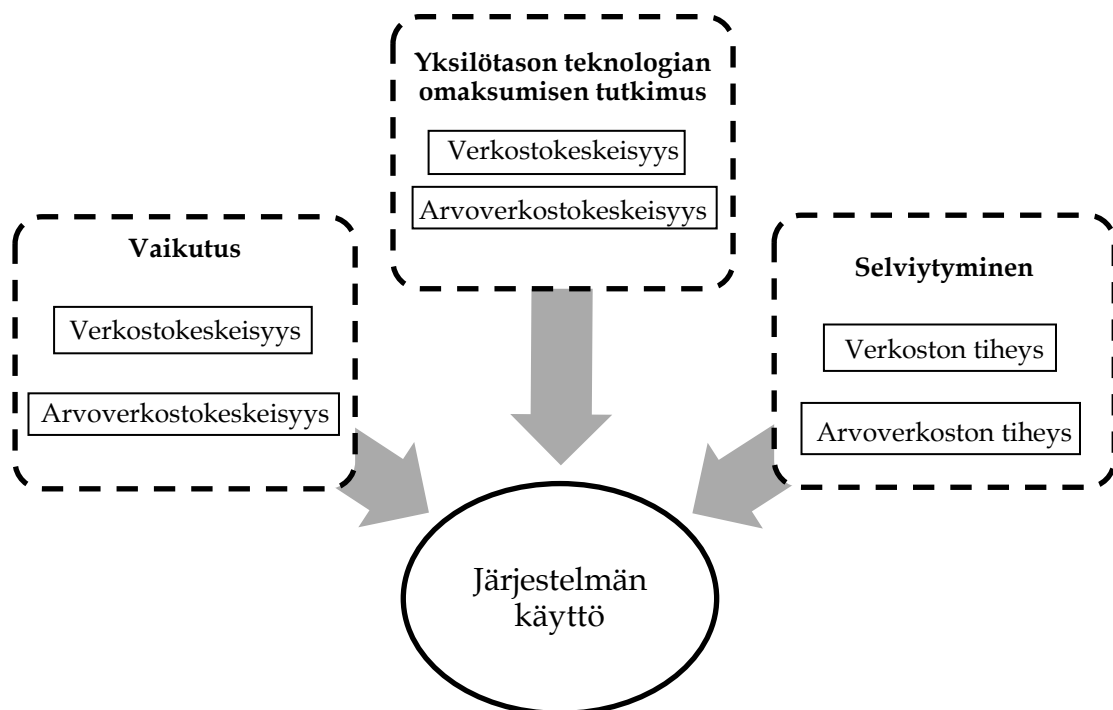 Yksilötason teknologian
omaksumisen tutkimus
Verkostokeskeisyys
Arvoverkostokeskeisyys
Vaikutus
Verkostokeskeisyys
Arvoverkostokeskeisyys
Selviytyminen
Verkoston tiheys
Arvoverkoston tiheys
Järjestelmän
käyttö